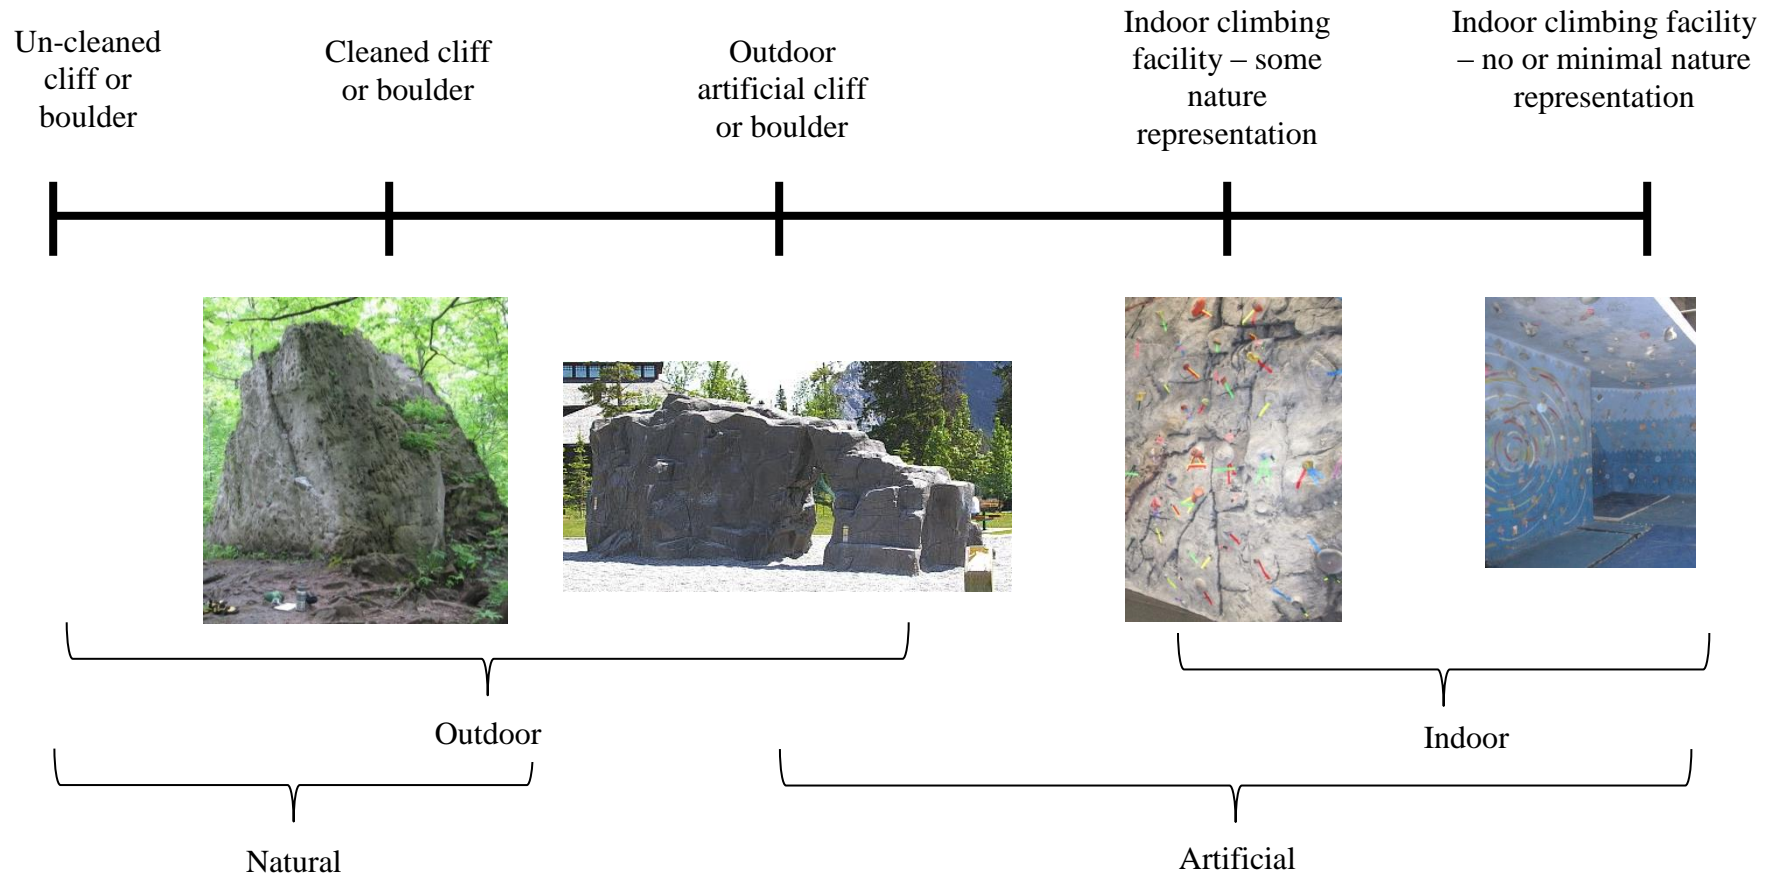 Un-cleaned
cliff or
boulder
Cleaned cliff
or boulder
Outdoor
artificial cliff
or boulder
Indoor climbing
facility – some
nature
representation
Indoor climbing facility
– no or minimal nature
representation
Outdoor
Indoor
Natural
Artificial